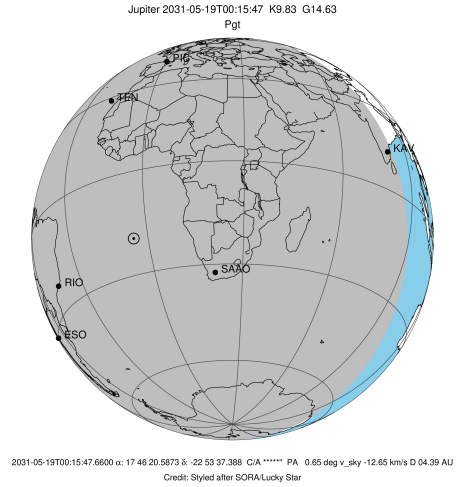 Jupiter 2031-05-19T00:15:47 K9.83 G14.63
Pgt
PIC
TEN
KAV
SAAO
RIO
ESO
2031-05-19T00:15:47.6600 α: 17 46 20.5873 δ: -22 53 37.388 C/A *****" PA 0.65 deg v_sky -12.65 km/s D 04.39 AU
Credit: Styled after SORA/Lucky Star